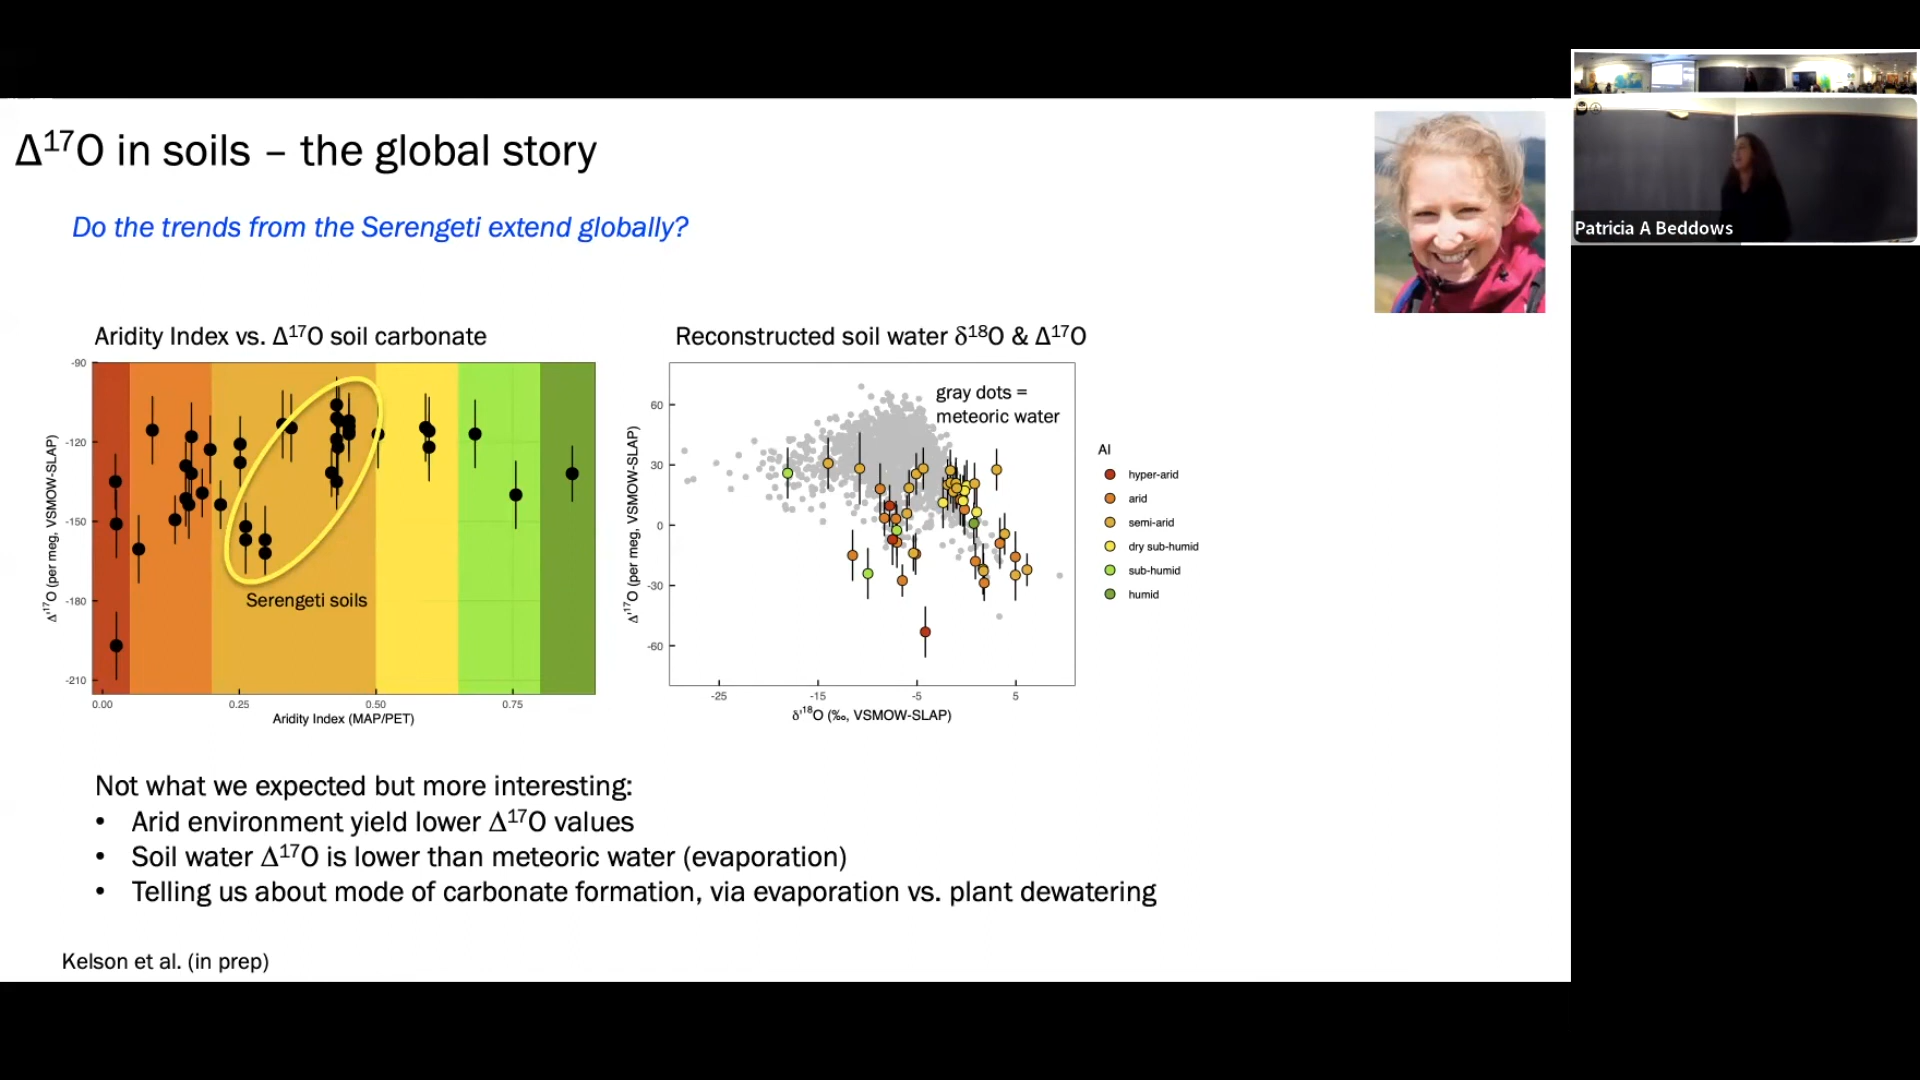 Δ¹⁷O in soils – the global story
Do the trends from the Serengeti extend globally?
Patricia A Beddows
Aridity Index vs. Δ¹⁷O soil carbonate
-90
-120
-150
-180
-210
Δ'¹⁷O (per meg, VSMOW-SLAP)
Serengeti soils
0.00 0.25 0.50 0.75
Aridity Index (MAP/PET)
Reconstructed soil water δ¹⁸O & Δ¹⁷O
gray dots =
meteoric water
60
30
0
-30
-60
Δ'¹⁷O (per meg, VSMOW-SLAP)
-25 -15 -5 5
δ'¹⁸O (‰, VSMOW-SLAP)
AI
hyper-arid
arid
semi-arid
dry sub-humid
sub-humid
humid
Not what we expected but more interesting:
• Arid environment yield lower Δ¹⁷O values
• Soil water Δ¹⁷O is lower than meteoric water (evaporation)
• Telling us about mode of carbonate formation, via evaporation vs. plant dewatering
Kelson et al. (in prep)